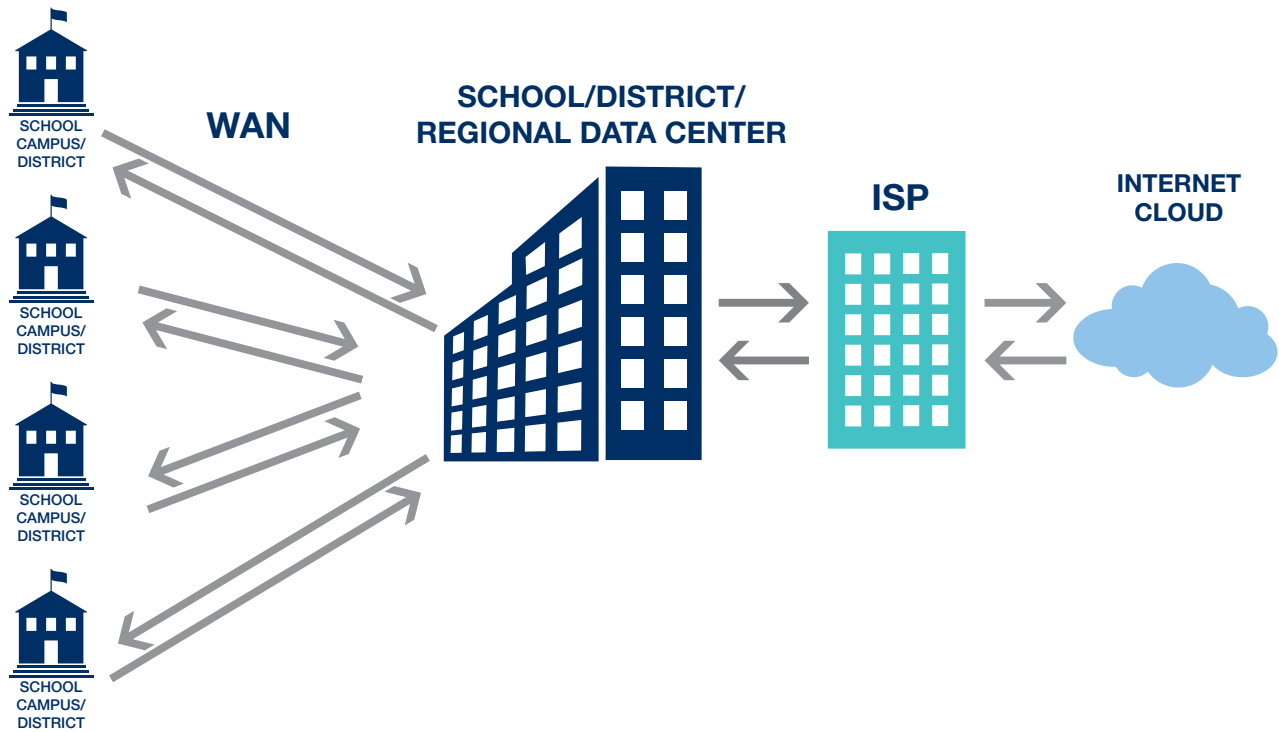 SCHOOL
CAMPUS/
DISTRICT
WAN
SCHOOL/DISTRICT/
REGIONAL DATA CENTER
ISP
INTERNET
CLOUD
SCHOOL
CAMPUS/
DISTRICT
SCHOOL
CAMPUS/
DISTRICT
SCHOOL
CAMPUS/
DISTRICT